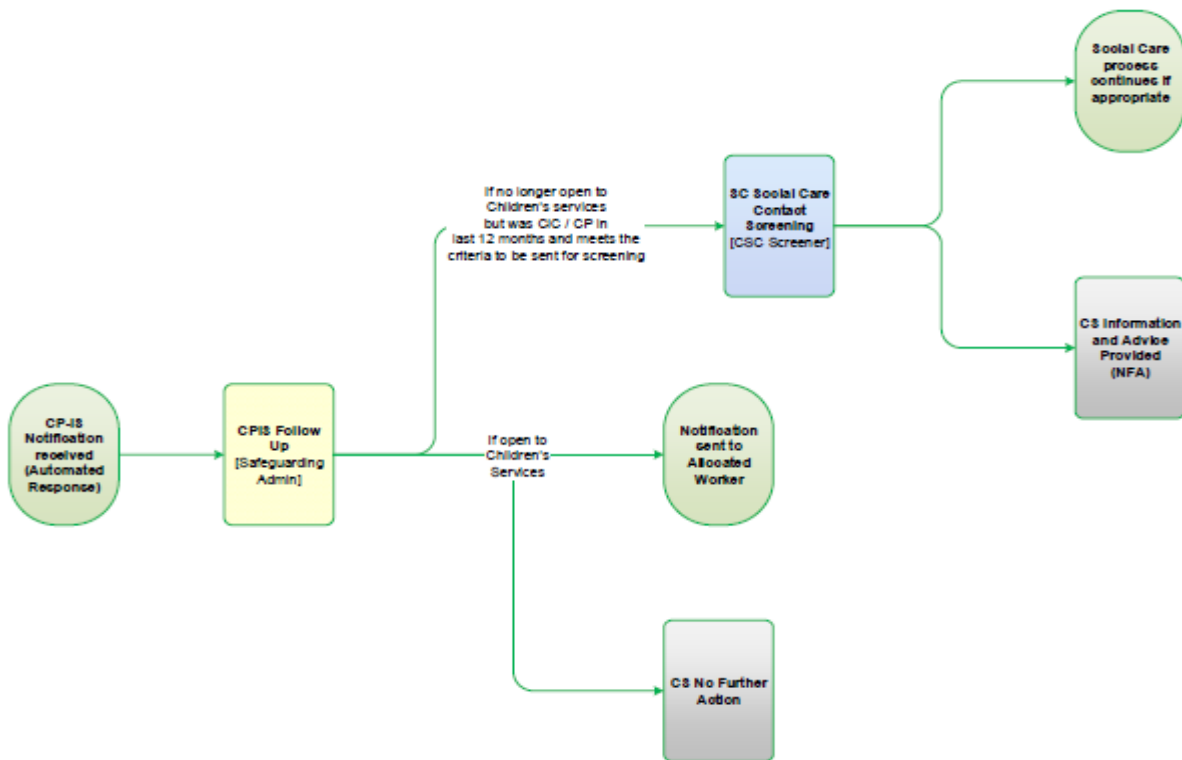 Social Care
process
continues if
appropriate
If no longer open to
Children's services
but was CIC / CP in
last 12 months and meets the
criteria to be sent for screening
SC Social Care
Contact
Screening
[CSC Screener]
CS Information
and Advice
Provided
(NFA)
CP-IS
Notification
received
(Automated
Response)
CPIS Follow
Up
[Safeguarding
Admin]
If open to
Children's
Services
Notification
sent to
Allocated
Worker
CS No Further
Action